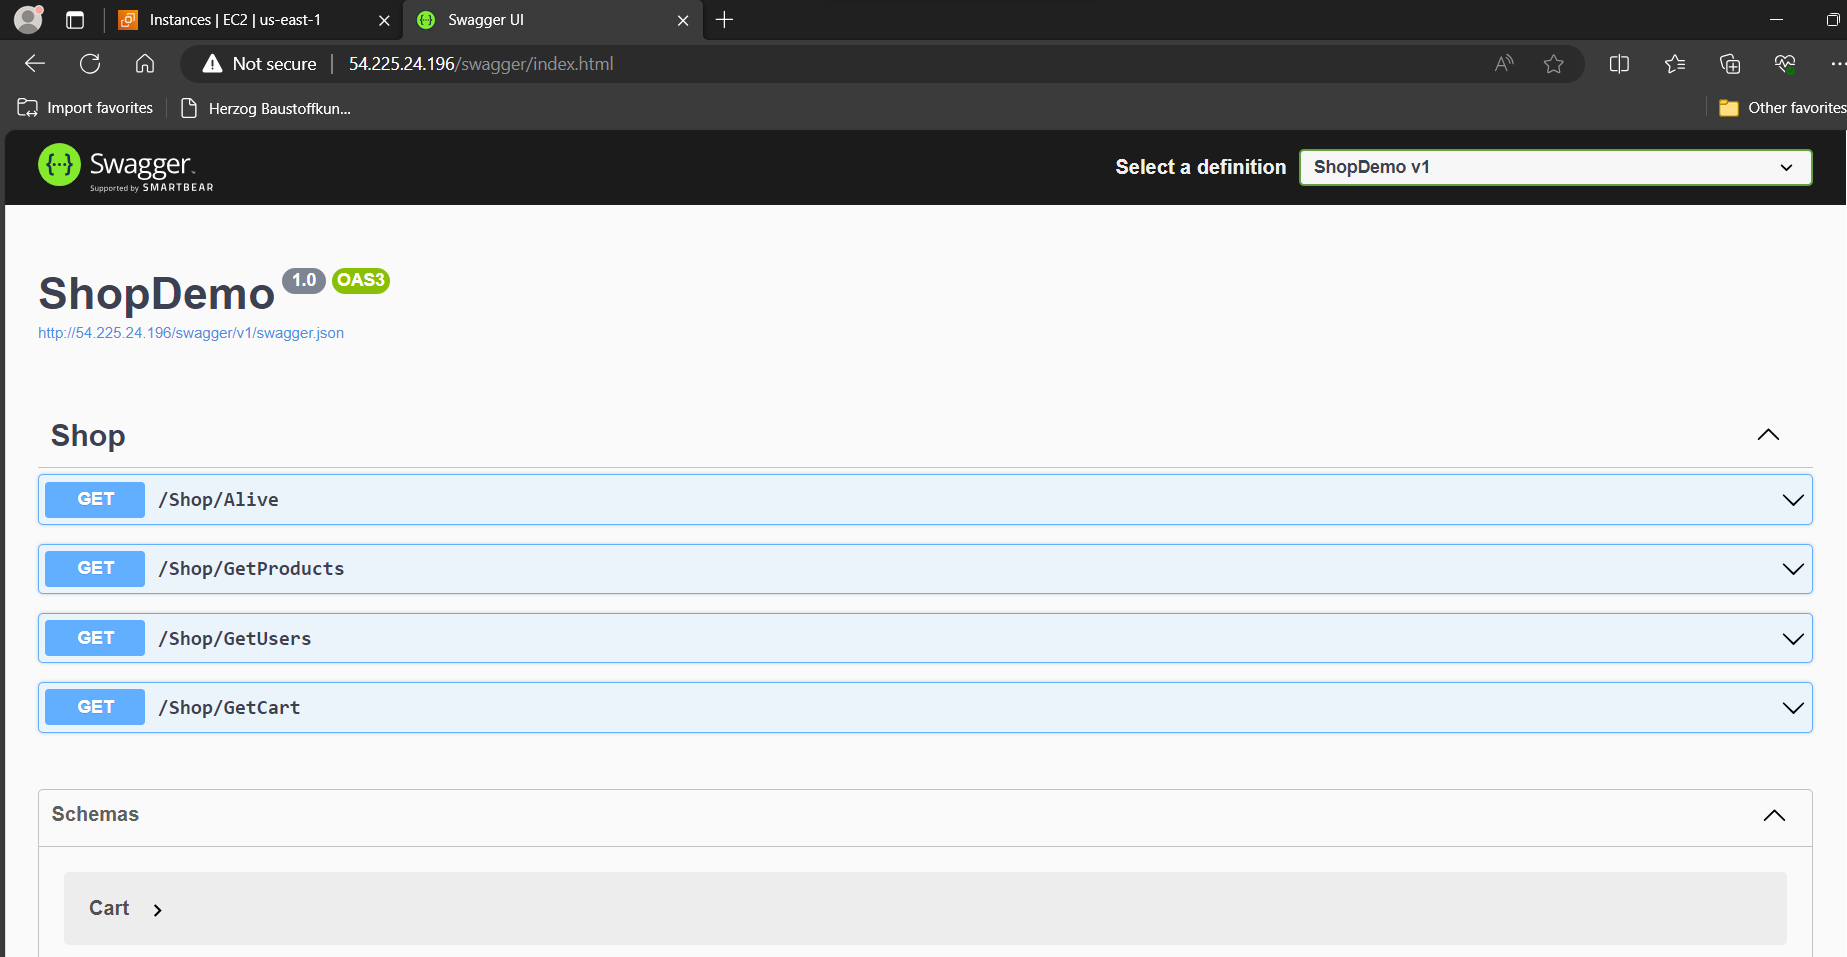 Instances | EC2 | us-east-1
Swagger UI
Not secure
54.225.24.196/swagger/index.html
Import favorites
Herzog Baustoffkun...
Other favorites
Swagger.
Supported by SMARTBEAR
Select a definition
ShopDemo v1
ShopDemo 1.0 OAS3
http://54.225.24.196/swagger/v1/swagger.json
Shop
GET /Shop/Alive
GET /Shop/GetProducts
GET /Shop/GetUsers
GET /Shop/GetCart
Schemas
Cart